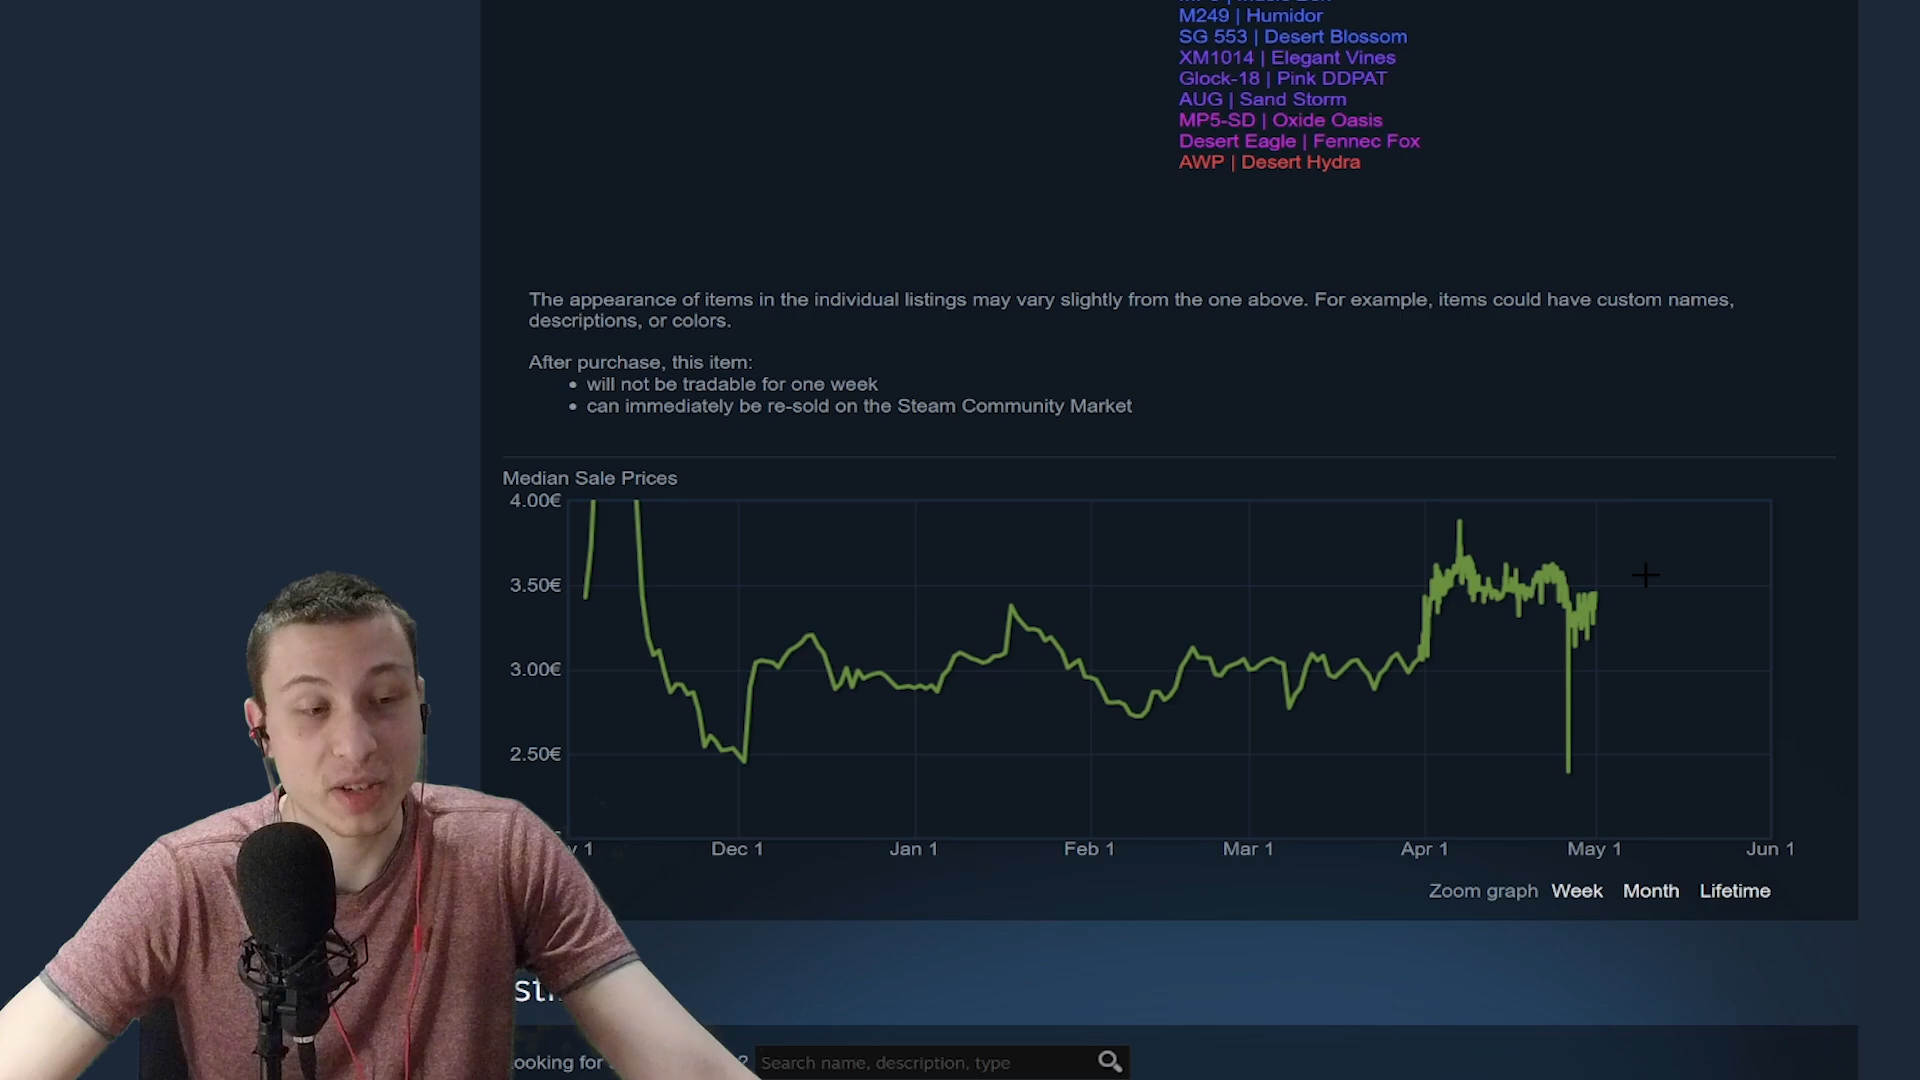 M249 | Humidor
SG 553 | Desert Blossom
XM1014 | Elegant Vines
Glock-18 | Pink DDPAT
AUG | Sand Storm
MP5-SD | Oxide Oasis
Desert Eagle | Fennec Fox
AWP | Desert Hydra
The appearance of items in the individual listings may vary slightly from the one above. For example, items could have custom names,
descriptions, or colors.
After purchase, this item:
• will not be tradable for one week
• can immediately be re-sold on the Steam Community Market
Median Sale Prices
4.00€
3.50€
3.00€
2.50€
1 Dec 1 Jan 1 Feb 1 Mar 1 Apr 1 May 1 Jun 1
Zoom graph Week Month Lifetime
ooking for ? Search name, description, type